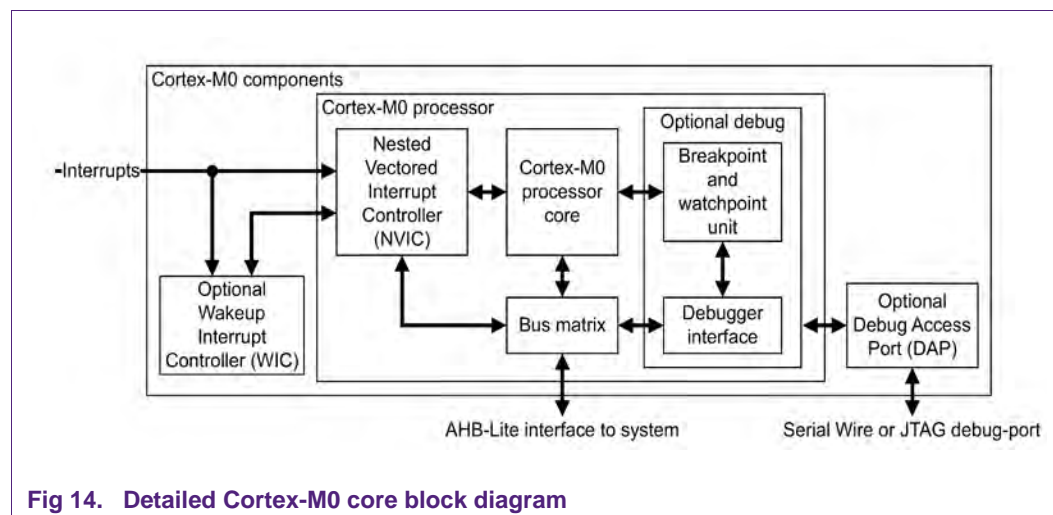 Cortex-M0 components
Cortex-M0 processor
Interrupts
Nested
Vectored
Interrupt
Controller
(NVIC)
Cortex-M0
processor
core
Optional debug
Breakpoint
and
watchpoint
unit
Optional
Wakeup
Interrupt
Controller (WIC)
Bus matrix
Debugger
interface
Optional
Debug Access
Port (DAP)
AHB-Lite interface to system
Serial Wire or JTAG debug-port
Fig 14. Detailed Cortex-M0 core block diagram